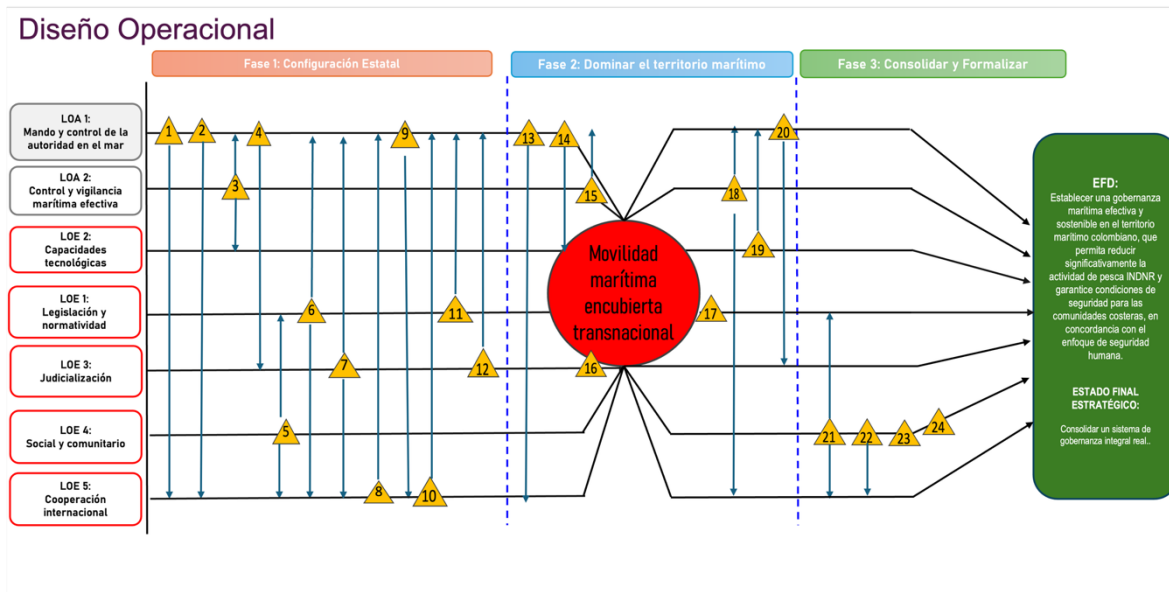 Diseño Operacional
Fase 1: Configuración Estatal
Fase 2: Dominar el territorio marítimo
Fase 3: Consolidar y Formalizar
LOA 1:
Mando y control de la
autoridad en el mar
LOA 2:
Control y vigilancia
marítima efectiva
LOE 2:
Capacidades
tecnológicas
LOE 1:
Legislación y
normatividad
LOE 3:
Judicialización
LOE 4:
Social y comunitario
LOE 5:
Cooperación
internacional
1
2
4
9
13
14
20
3
15
18
19
6
11
17
7
12
16
5
21
22
23
24
8
10
Movilidad
marítima
encubierta
transnacional
EFD:
Establecer una gobernanza
marítima efectiva y
sostenible en el territorio
marítimo colombiano, que
permita reducir
significativamente la
actividad de pesca INDNR y
garantice condiciones de
seguridad para las
comunidades costeras, en
concordancia con el
enfoque de seguridad
humana.
ESTADO FINAL
ESTRATÉGICO:
Consolidar un sistema de
gobernanza integral real..